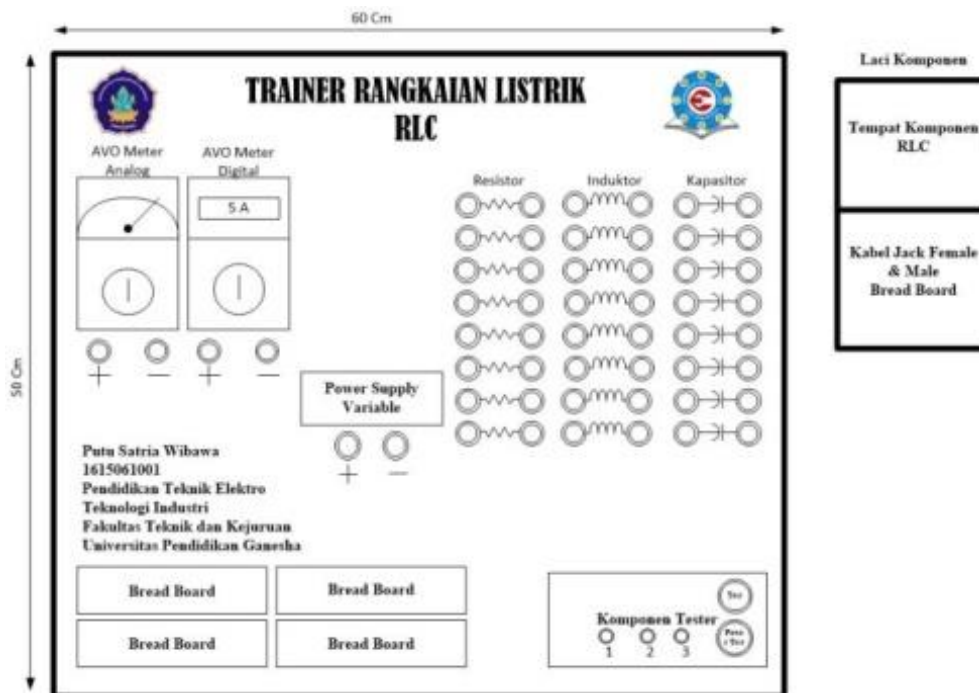 60 Cm
50 Cm
TRAINER RANGKAIAN LISTRIK
RLC
AVO Meter
Analog
AVO Meter
Digital
5 A
+
—
+
—
Resistor
Induktor
Kapasitor
Power Supply
Variable
+
—
Putu Satria Wibawa
1615061001
Pendidikan Teknik Elektro
Teknologi Industri
Fakultas Teknik dan Kejuruan
Universitas Pendidikan Ganesha
Bread Board
Bread Board
Bread Board
Bread Board
Komponen Tester
1
2
3
Laci Komponen
Tempat Komponen
RLC
Kabel Jack Female
& Male
Bread Board